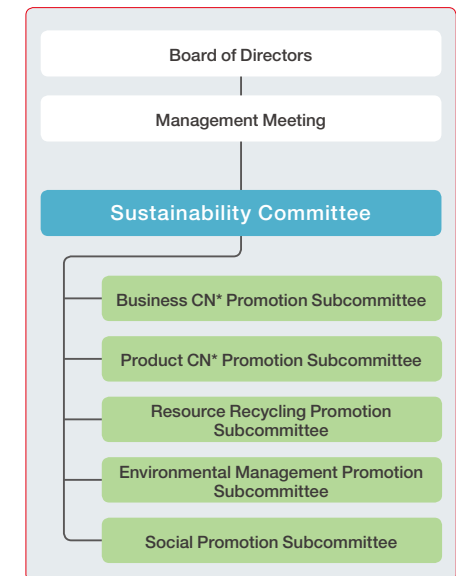 Board of Directors
Management Meeting
Sustainability Committee
Business CN* Promotion Subcommittee
Product CN* Promotion Subcommittee
Resource Recycling Promotion
Subcommittee
Environmental Management Promotion
Subcommittee
Social Promotion Subcommittee